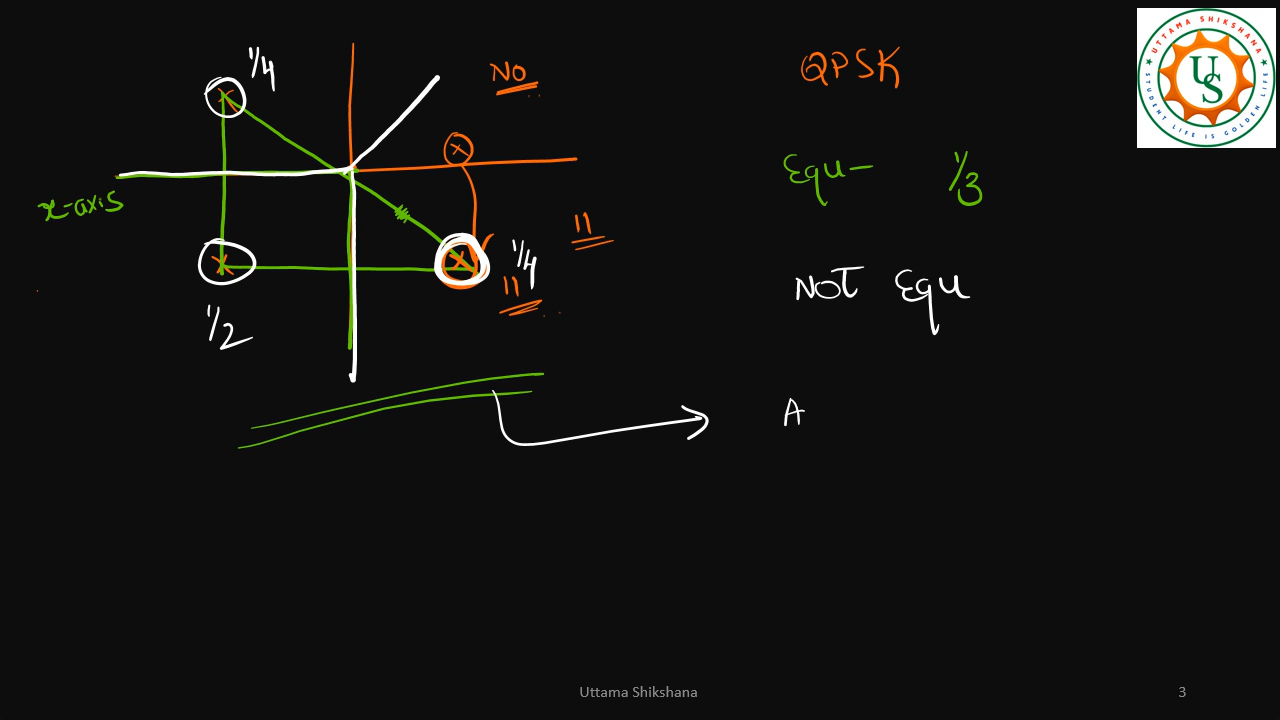 1/4
NO
QPSK
UTTAMA SHIKSHANA
US
STUDENT LIFE IS GOLDEN LIFE
x-axis
Equ- 1/3
11
1/4
11
NOT Equ
1/2
A
Uttama Shikshana
3